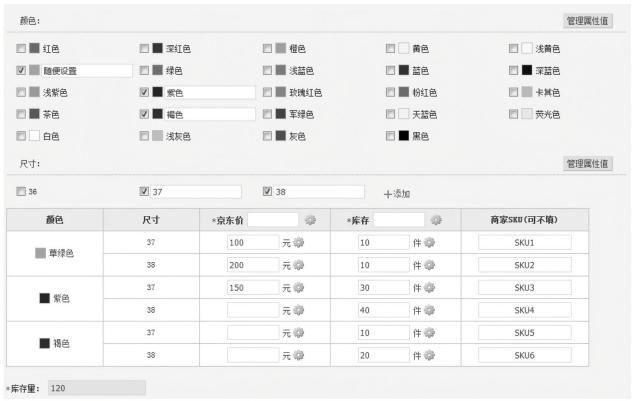 颜色: 管理属性值
红色 深红色 橙色 黄色 浅黄色
随便设置 绿色 浅蓝色 蓝色 深蓝色
浅紫色 紫色 玫瑰红色 粉红色 卡其色
茶色 褐色 军绿色 天蓝色 荧光色
白色 浅灰色 灰色 黑色
尺寸: 管理属性值
36 37 38 +添加
颜色 尺寸 *京东价 *库存 商家SKU(可不填)
草绿色 37 100 元 10 件 SKU1
38 200 元 10 件 SKU2
紫色 37 150 元 30 件 SKU3
38 元 40 件 SKU4
褐色 37 元 10 件 SKU5
38 元 20 件 SKU6
*库存量: 120